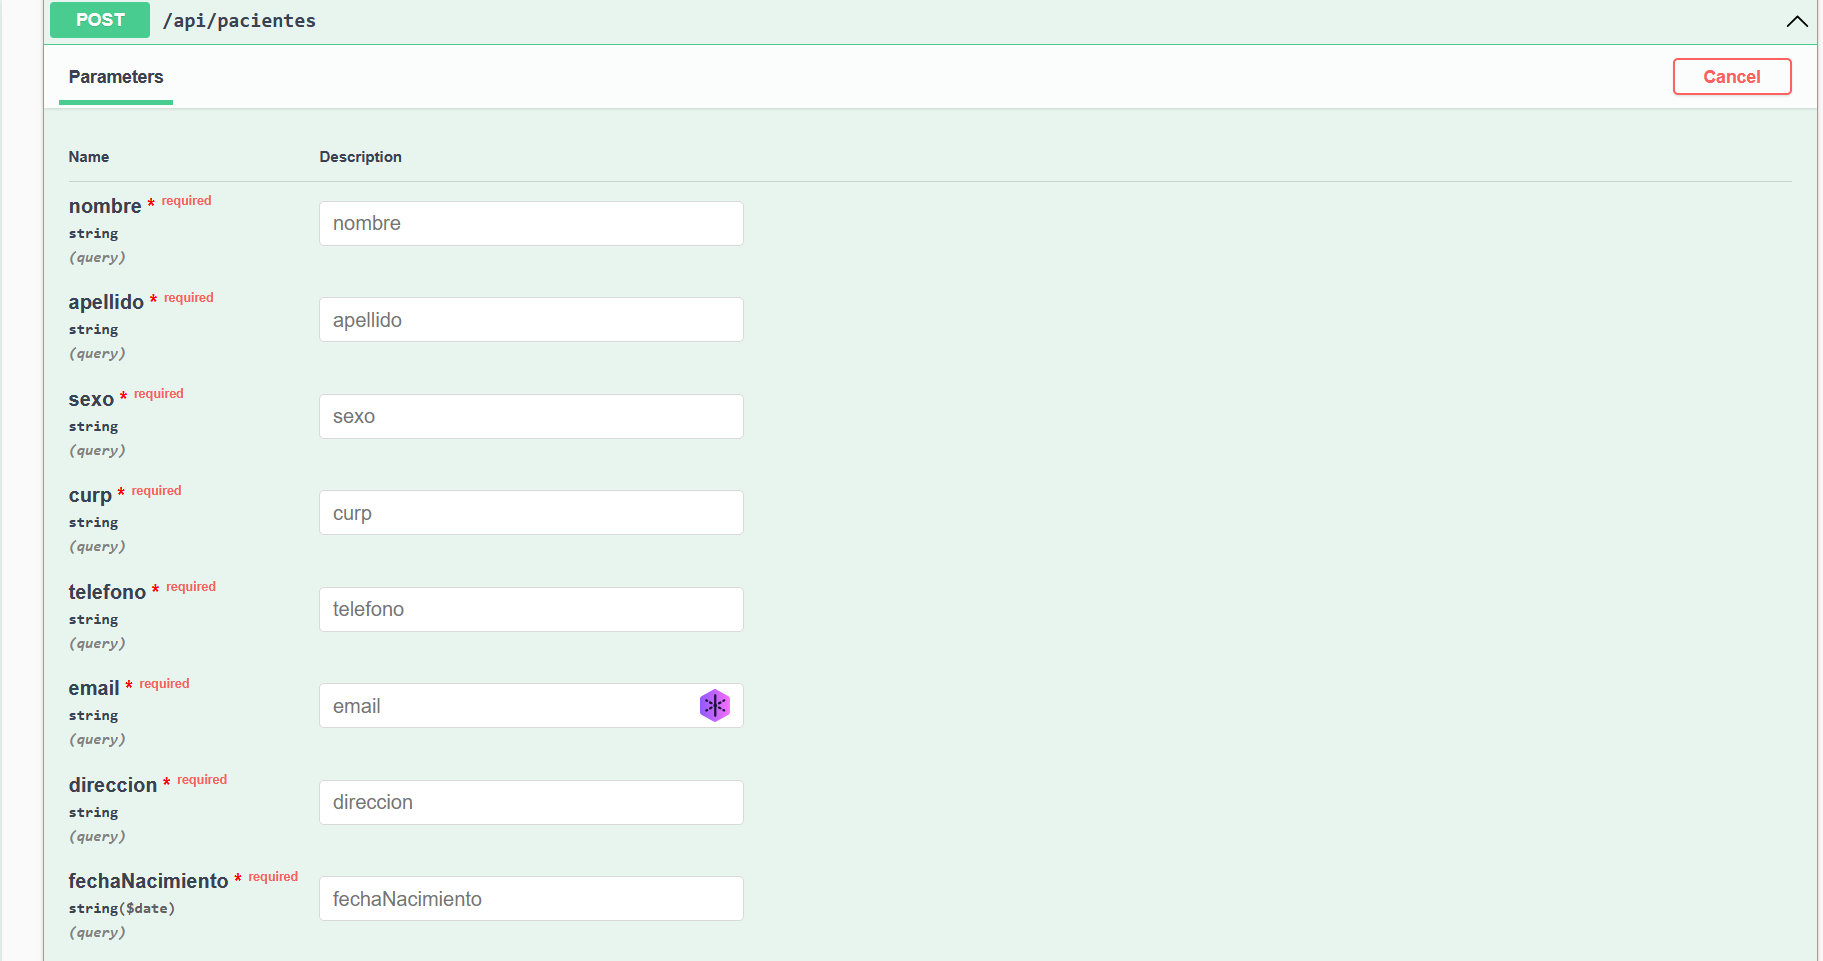 POST /api/pacientes
Parameters
Cancel
Name Description
nombre * required
string
(query)
nombre
apellido * required
string
(query)
apellido
sexo * required
string
(query)
sexo
curp * required
string
(query)
curp
telefono * required
string
(query)
telefono
email * required
string
(query)
email
direccion * required
string
(query)
direccion
fechaNacimiento * required
string($date)
(query)
fechaNacimiento